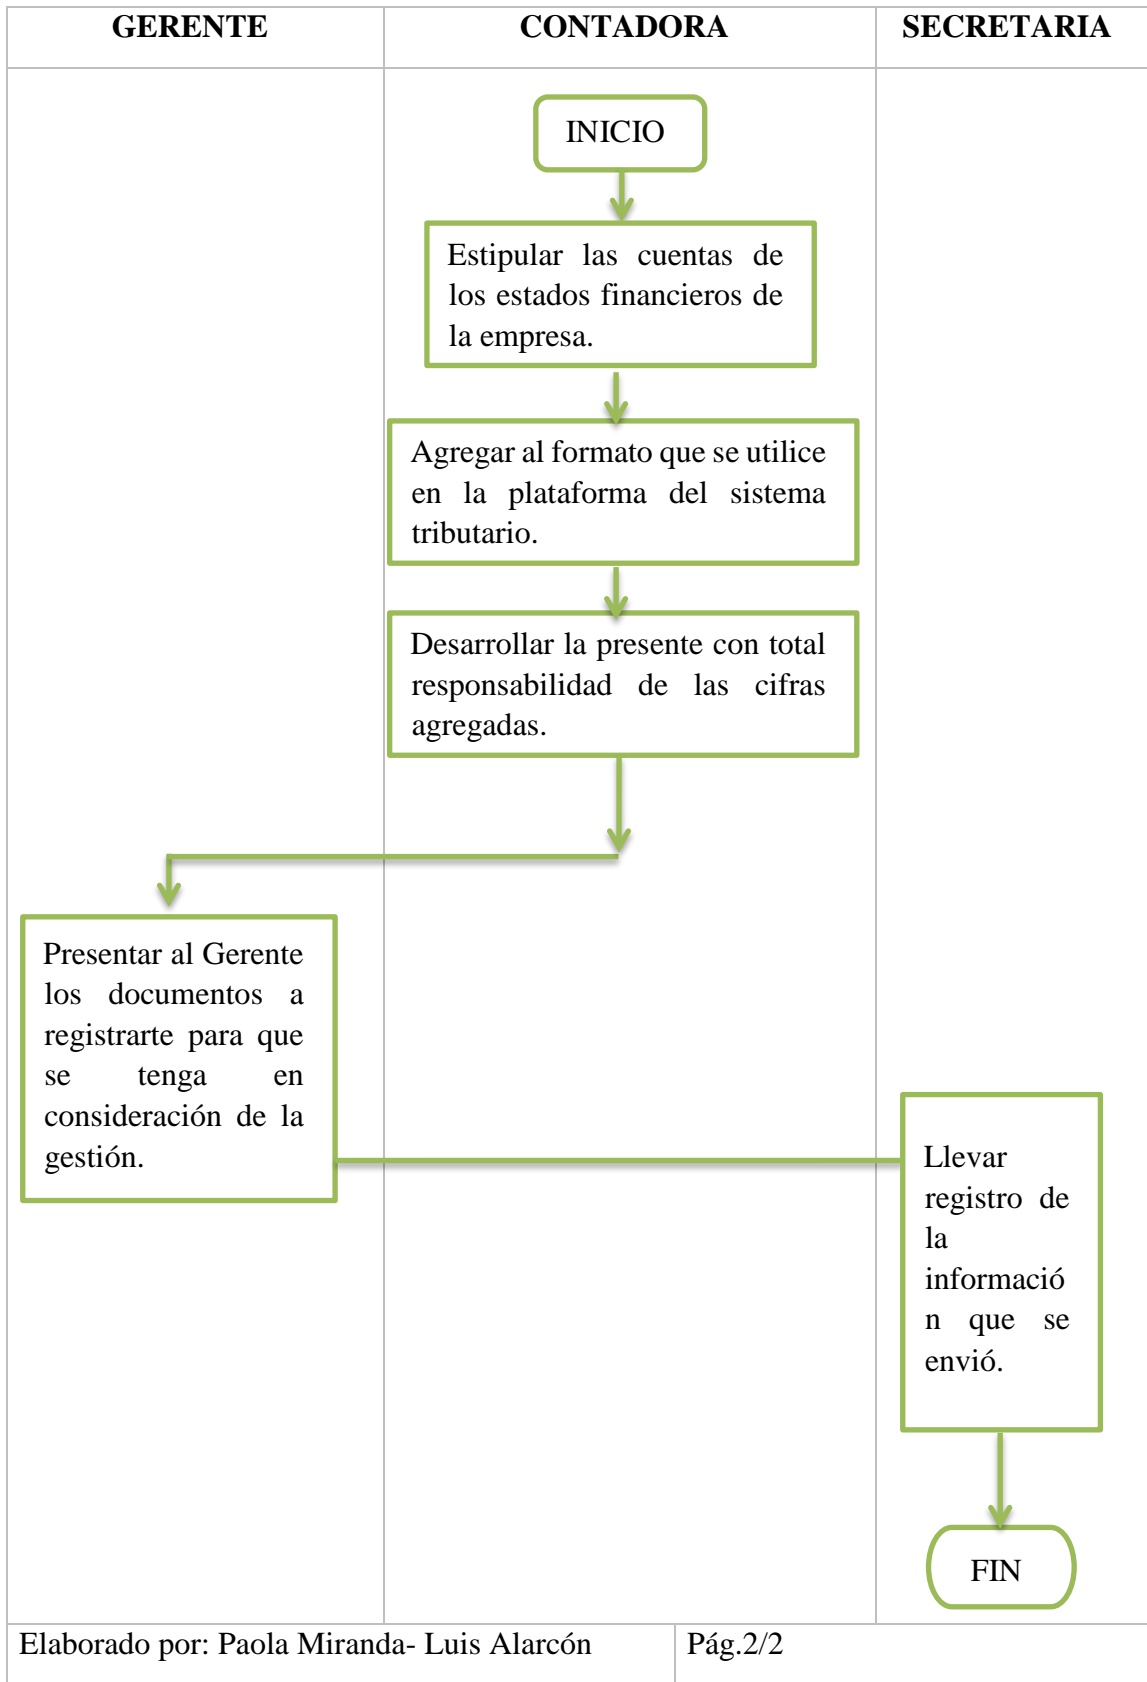 GERENTE
CONTADORA
SECRETARIA
INICIO
Estipular las cuentas de
los estados financieros de
la empresa.
Agregar al formato que se utilice
en la plataforma del sistema
tributario.
Desarrollar la presente con total
responsabilidad de las cifras
agregadas.
Presentar al Gerente
los documentos a
registrarte para que
se tenga en
consideración de la
gestión.
Llevar
registro de
la
informació
n que se
envió.
FIN
Elaborado por: Paola Miranda- Luis Alarcón
Pág.2/2